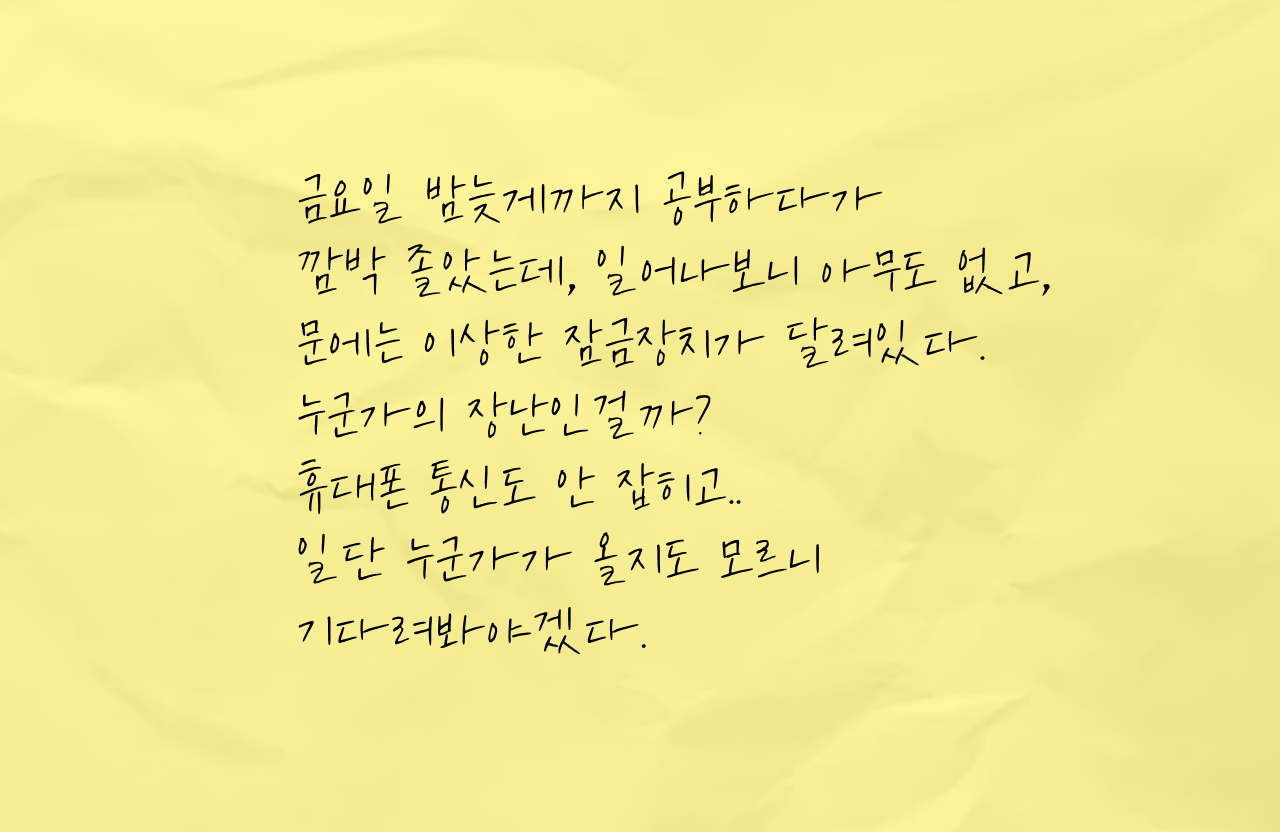 금요일 밤늦게까지 공부하다가
깜박 졸았는데, 일어나보니 아무도 없고,
문에는 이상한 잠금장치가 달려있다.
누군가의 장난인걸까?
휴대폰 통신도 안 잡히고..
일단 누군가가 올지도 모르니
기다려봐야겠다.